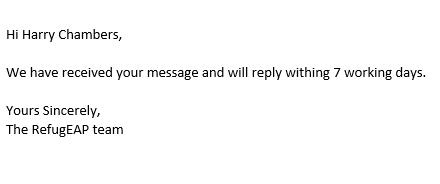 Hi Harry Chambers,
We have received your message and will reply withing 7 working days.
Yours Sincerely,
The RefugEAP team